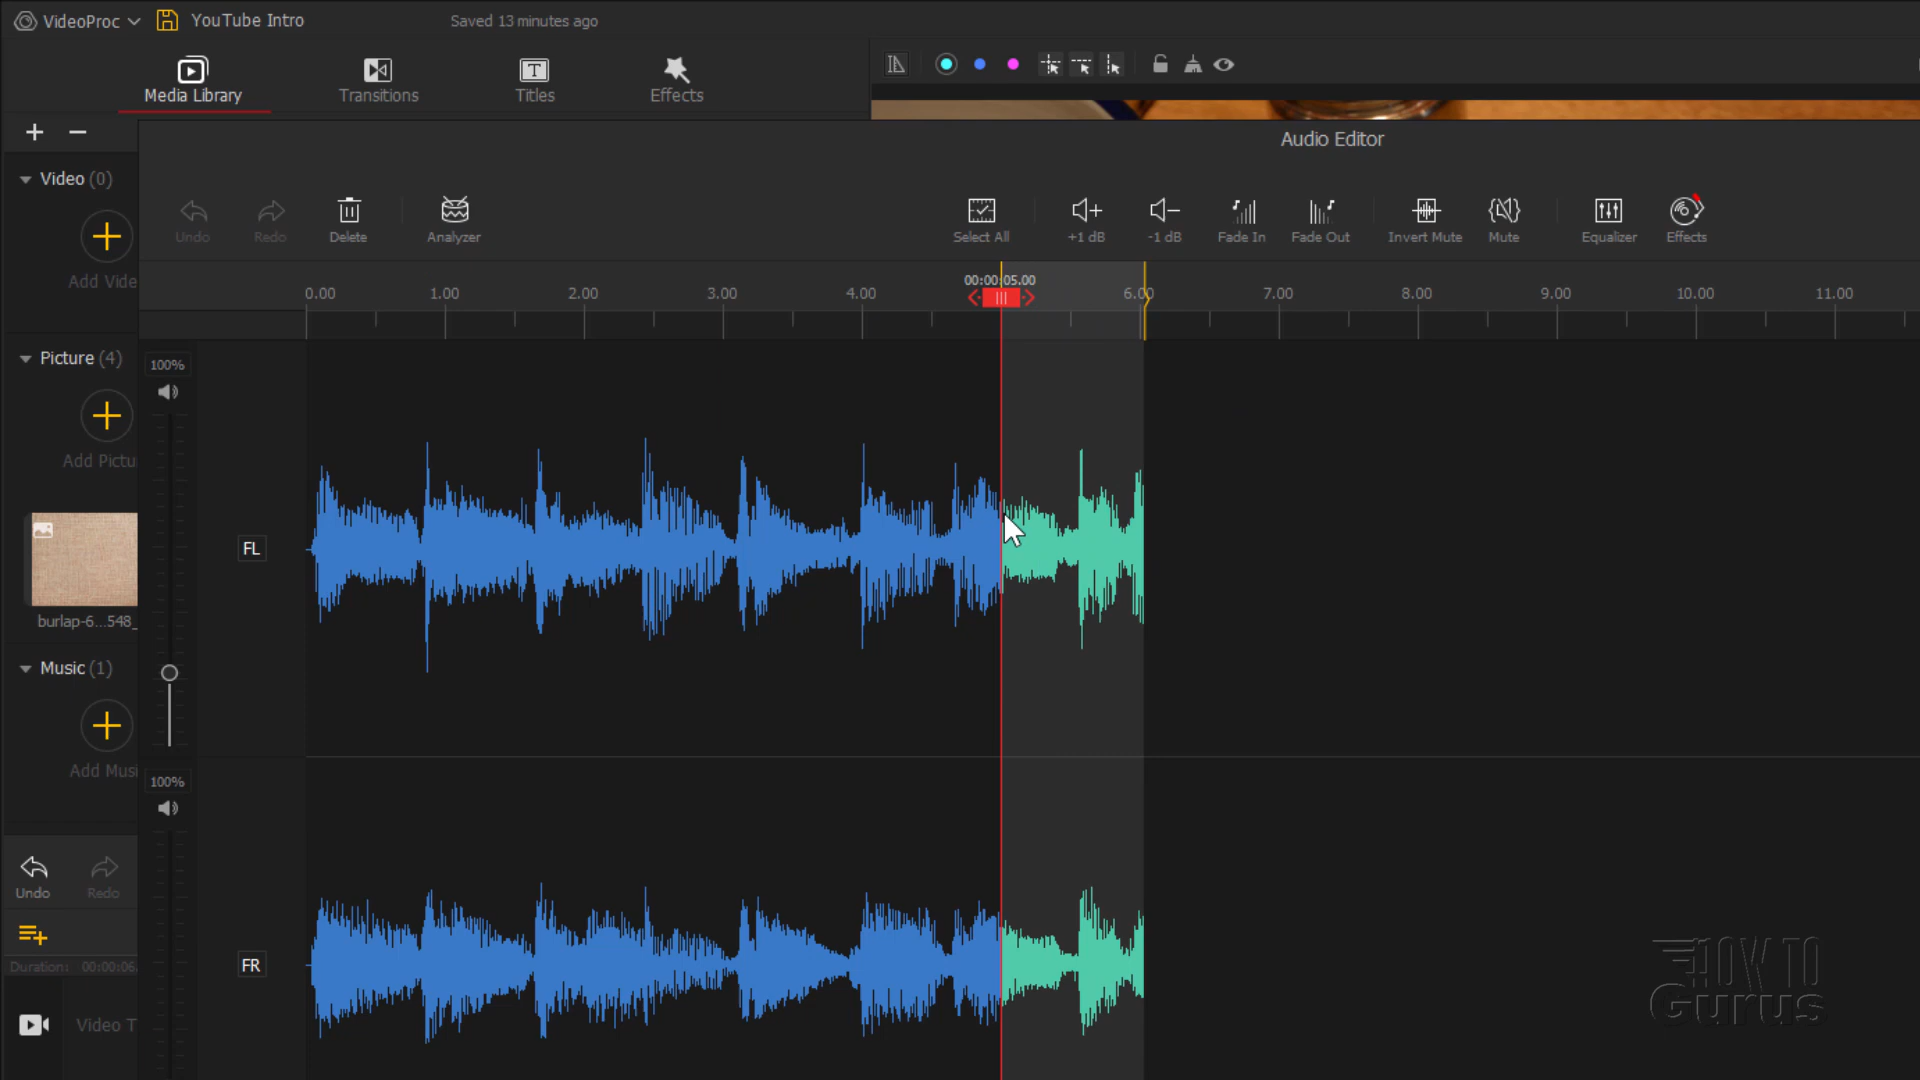 VideoProc
YouTube Intro
Saved 13 minutes ago
Media Library
Transitions
Titles
Effects
Audio Editor
Video (0)
Undo
Redo
Delete
Analyzer
Select All
+1 dB
-1 dB
Fade In
Fade Out
Invert Mute
Mute
Equalizer
Effects
Add Vide
00:00:05.00
0.00
1.00
2.00
3.00
4.00
6.00
7.00
8.00
9.00
10.00
11.00
Picture (4)
100%
Add Pictu
FL
burlap-6...548_
Music (1)
Add Musi
100%
Undo
Redo
FR
Duration: 00:00:06.
Video T
HOW TO
Gurus